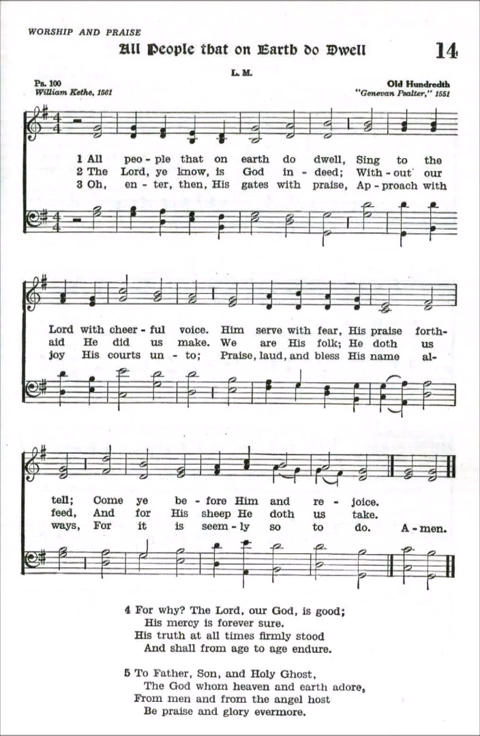 WORSHIP AND PRAISE
All People that on Earth do Dwell
14
L. M.
Ps. 100
William Kethe, 1561
Old Hundredth
"Genevan Psalter," 1551
1 All peo - ple that on earth do dwell, Sing to the
2 The Lord, ye know, is God in - deed; With - out our
3 Oh, en - ter, then, His gates with praise, Ap - proach with
Lord with cheer - ful voice. Him serve with fear, His praise forth-
aid He did us make. We are His folk; He doth us
joy His courts un - to; Praise, laud, and bless His name al-
tell; Come ye be - fore Him and re - joice.
feed, And for His sheep He doth us take.
ways, For it is seem - ly so to do. A - men.
4 For why? The Lord, our God, is good;
His mercy is forever sure.
His truth at all times firmly stood
And shall from age to age endure.
5 To Father, Son, and Holy Ghost,
The God whom heaven and earth adore,
From men and from the angel host
Be praise and glory evermore.